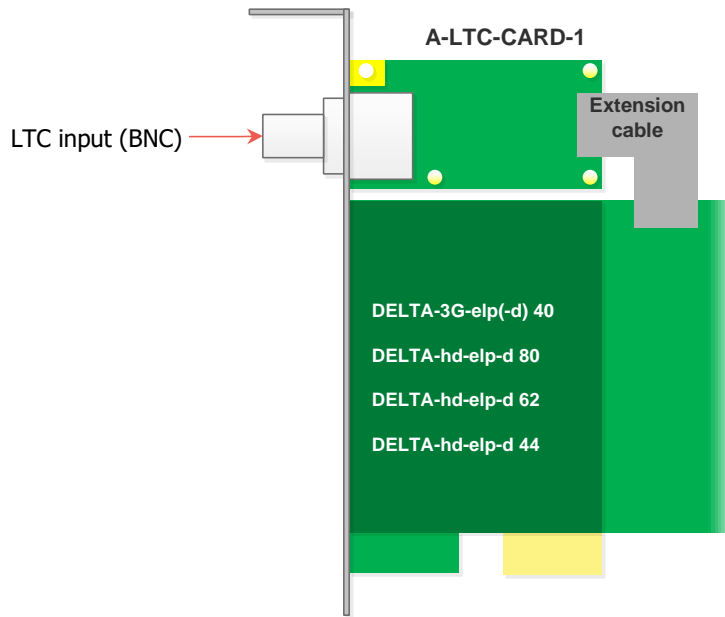 A-LTC-CARD-1
Extension
cable
LTC input (BNC)
DELTA-3G-elp(-d) 40
DELTA-hd-elp-d 80
DELTA-hd-elp-d 62
DELTA-hd-elp-d 44